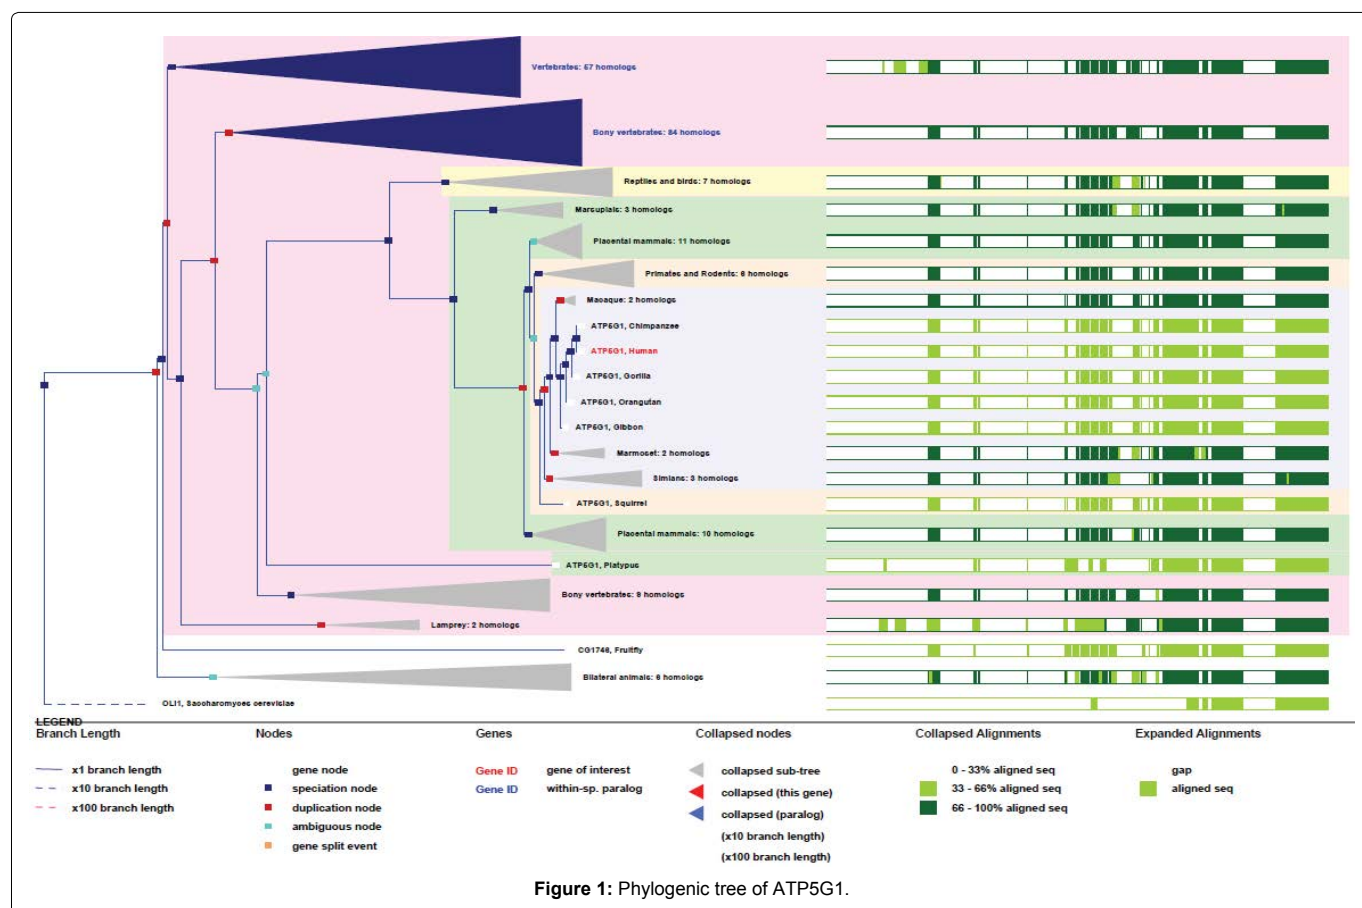 Vertebrates: 57 homologs
Bony vertebrates: 84 homologs
Reptiles and birds: 7 homologs
Marsupials: 3 homologs
Placental mammals: 11 homologs
Primates and Rodents: 6 homologs
Macaque: 2 homologs
ATP5G1, Chimpanzee
ATP5G1, Human
ATP5G1, Gorilla
ATP5G1, Orangutan
ATP5G1, Gibbon
Marmoset: 2 homologs
Simians: 3 homologs
ATP5G1, Squirrel
Placental mammals: 10 homologs
ATP5G1, Platypus
Bony vertebrates: 9 homologs
Lamprey: 2 homologs
CG1746, Fruitfly
Bilateral animals: 6 homologs
OLI1, Saccharomyces cerevisiae
LEGEND
Branch Length
x1 branch length
x10 branch length
x100 branch length
Nodes
gene node
speciation node
duplication node
ambiguous node
gene split event
Genes
Gene ID gene of interest
Gene ID within-sp. paralog
Collapsed nodes
collapsed sub-tree
collapsed (this gene)
collapsed (paralog)
(x10 branch length)
(x100 branch length)
Collapsed Alignments
0 - 33% aligned seq
33 - 66% aligned seq
66 - 100% aligned seq
Expanded Alignments
gap
aligned seq
Figure 1: Phylogenic tree of ATP5G1.